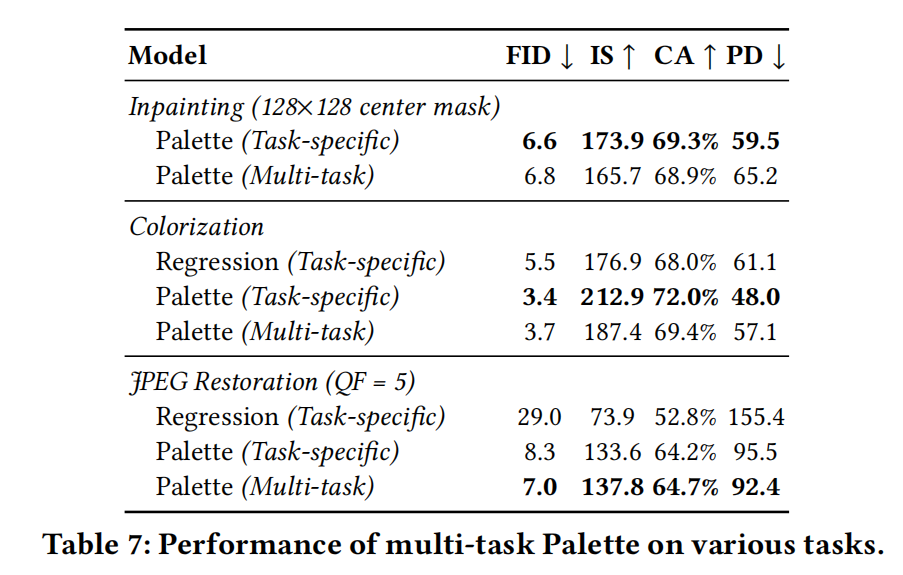 Model FID ↓ IS ↑ CA ↑ PD ↓
Inpainting (128×128 center mask)
Palette (Task-specific) 6.6 173.9 69.3% 59.5
Palette (Multi-task) 6.8 165.7 68.9% 65.2
Colorization
Regression (Task-specific) 5.5 176.9 68.0% 61.1
Palette (Task-specific) 3.4 212.9 72.0% 48.0
Palette (Multi-task) 3.7 187.4 69.4% 57.1
JPEG Restoration (QF = 5)
Regression (Task-specific) 29.0 73.9 52.8% 155.4
Palette (Task-specific) 8.3 133.6 64.2% 95.5
Palette (Multi-task) 7.0 137.8 64.7% 92.4
Table 7: Performance of multi-task Palette on various tasks.